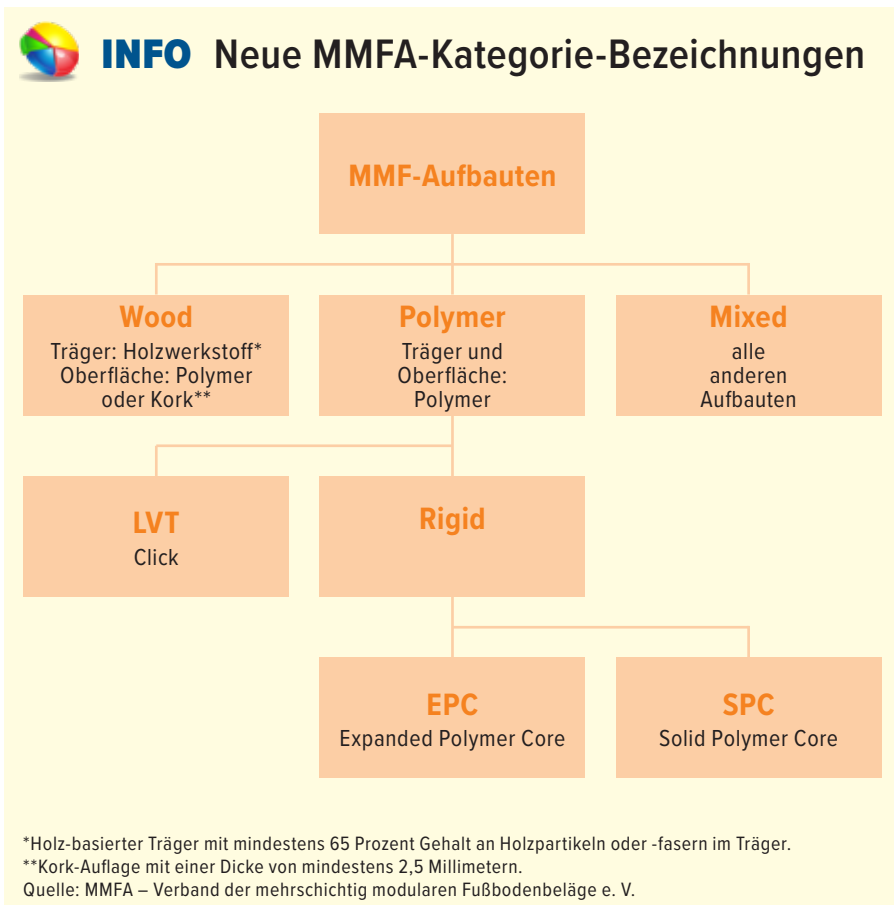 INFO Neue MMFA-Kategorie-Bezeichnungen
MMF-Aufbauten
Wood
Träger: Holzwerkstoff*
Oberfläche: Polymer
oder Kork**
Polymer
Träger und
Oberfläche:
Polymer
Mixed
alle
anderen
Aufbauten
LVT
Click
Rigid
EPC
Expanded Polymer Core
SPC
Solid Polymer Core
*Holz-basierter Träger mit mindestens 65 Prozent Gehalt an Holzpartikeln oder -fasern im Träger.
**Kork-Auflage mit einer Dicke von mindestens 2,5 Millimetern.
Quelle: MMFA – Verband der mehrschichtig modularen Fußbodenbeläge e. V.